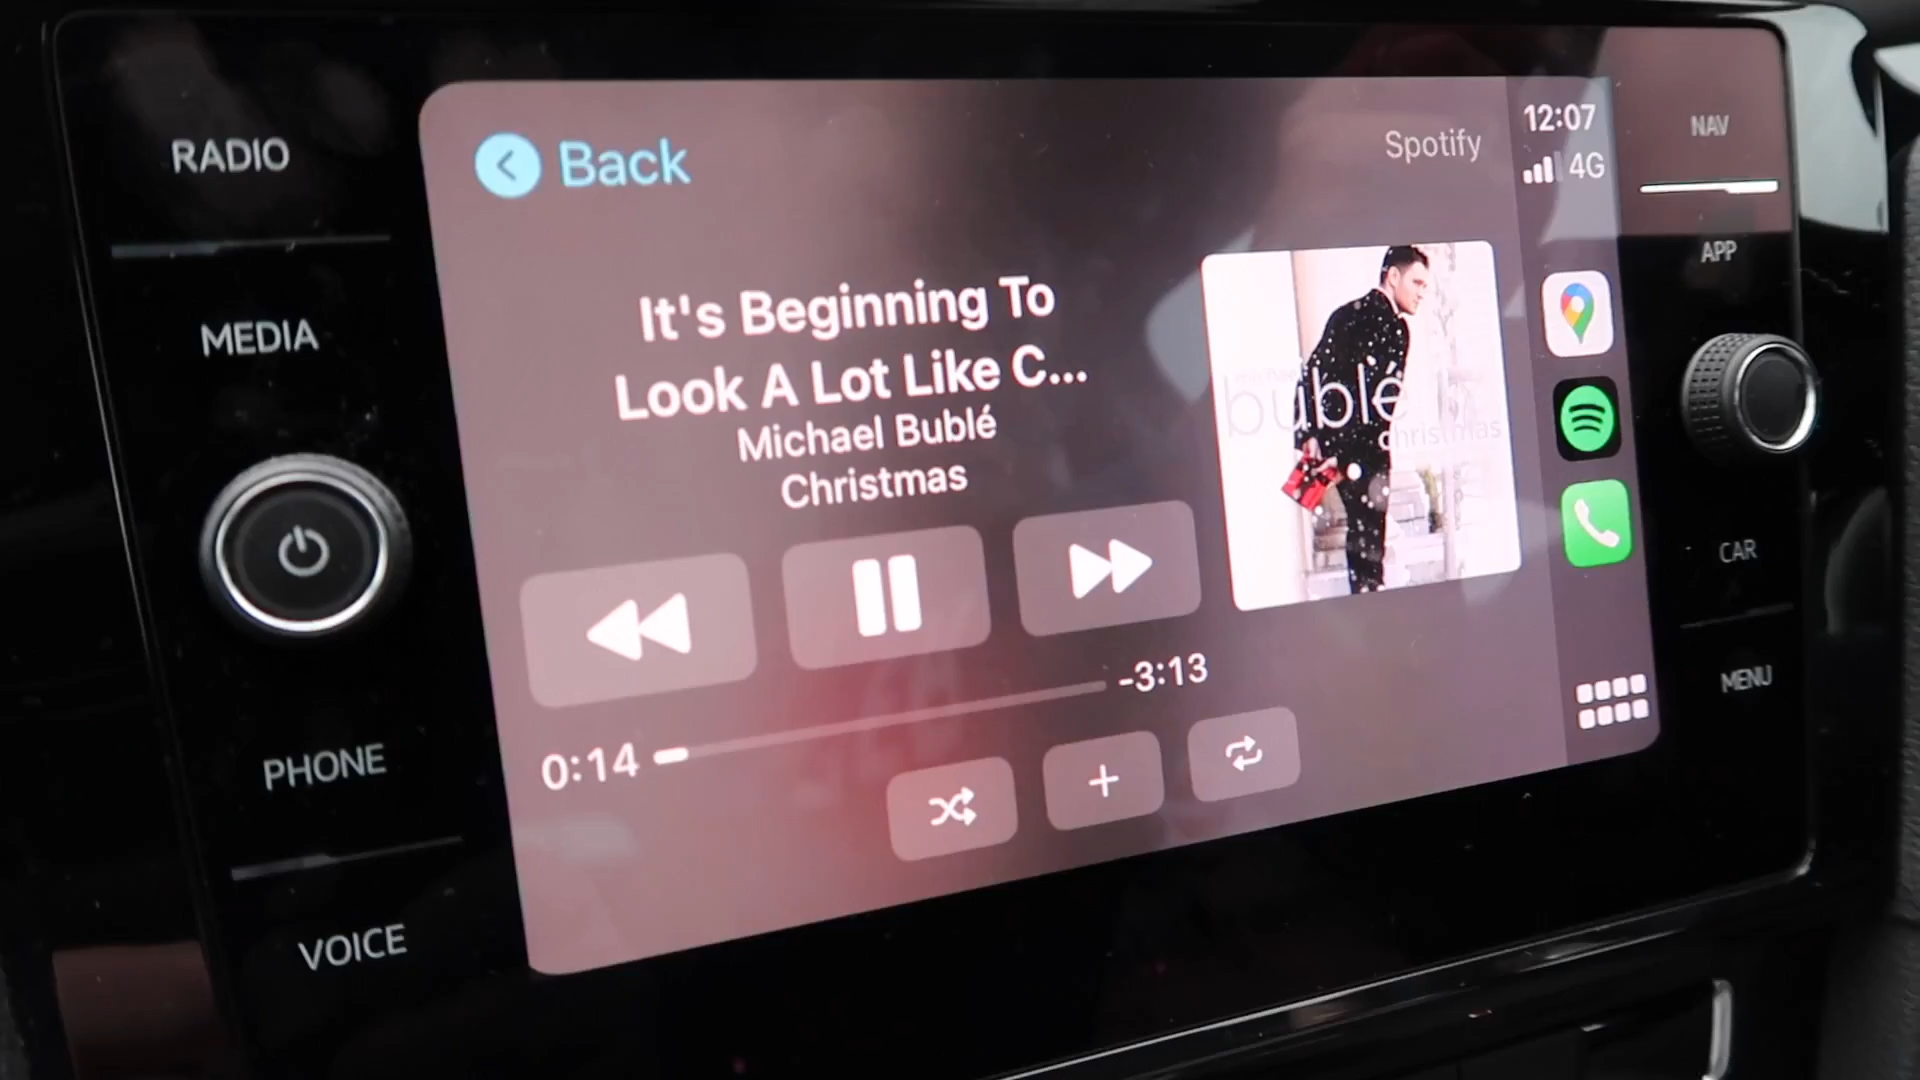 RADIO
MEDIA
PHONE
VOICE
Back
Spotify
12:07
4G
It's Beginning To
Look A Lot Like C...
Michael Bublé
Christmas
-3:13
0:14
bublé
christmas
NAV
APP
CAR
MENU